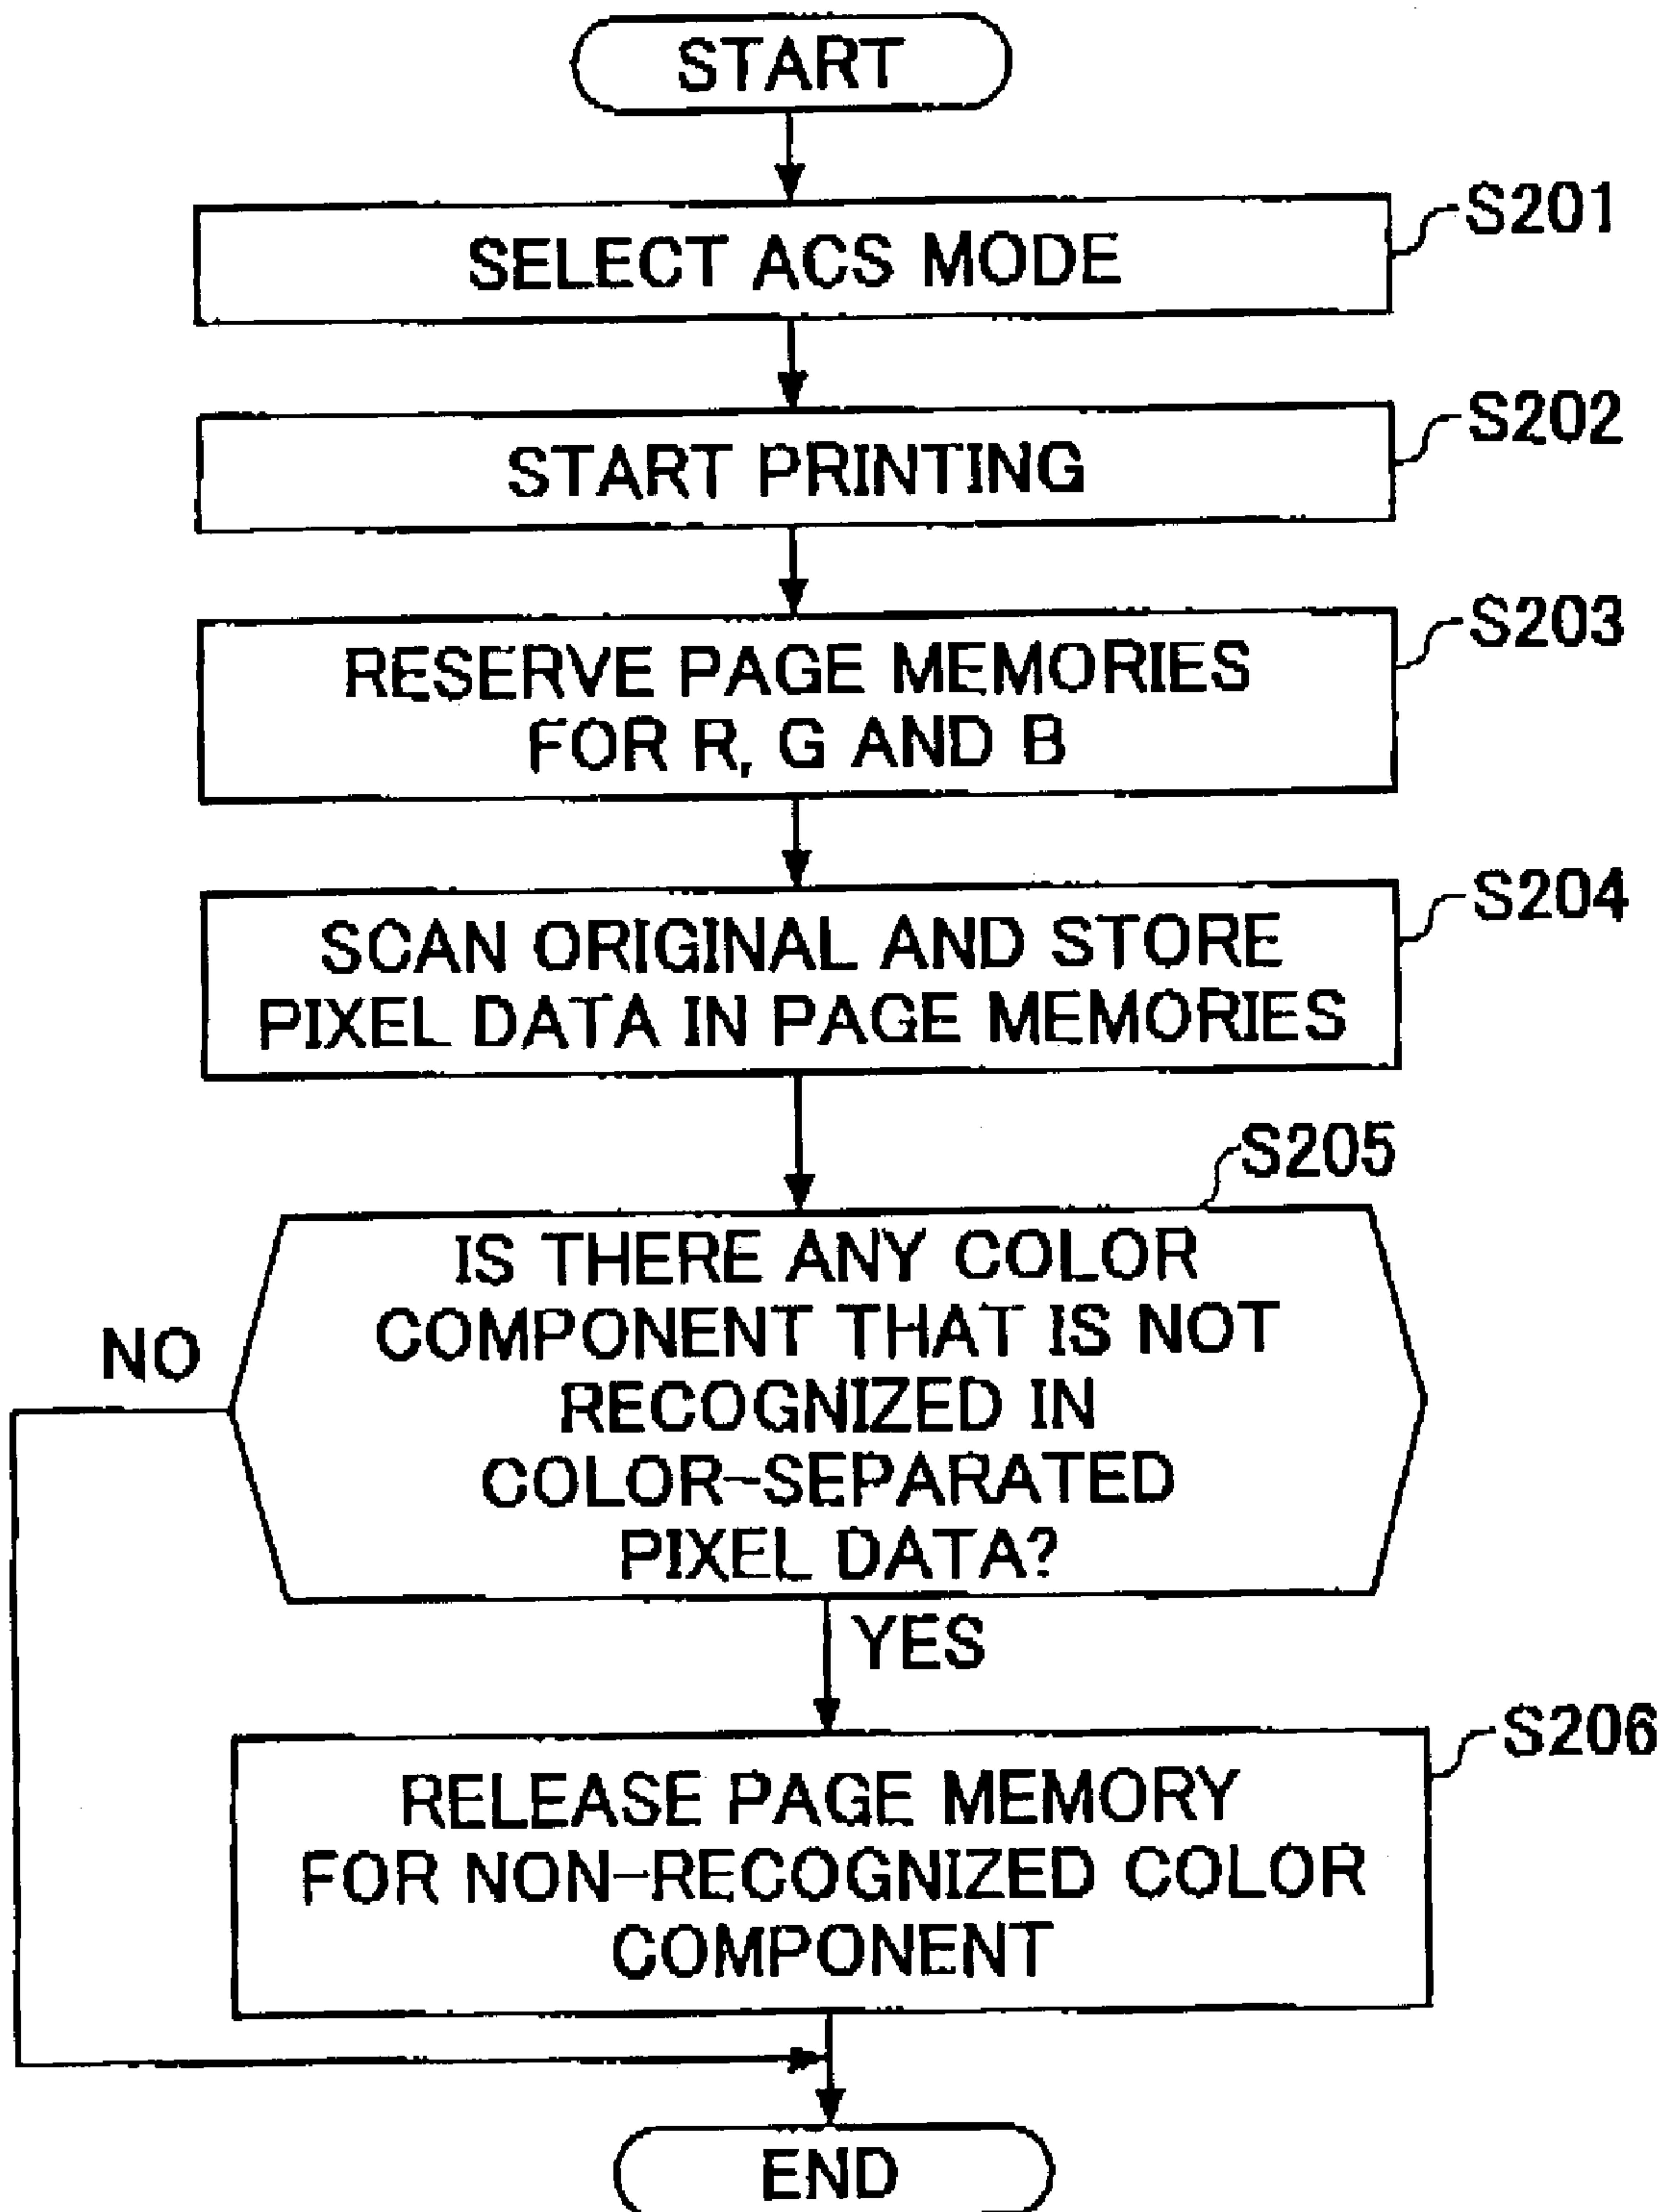 START
S201
SELECT ACS MODE
S202
START PRINTING
S203
RESERVE PAGE MEMORIES
FOR R, G AND B
S204
SCAN ORIGINAL AND STORE
PIXEL DATA IN PAGE MEMORIES
S205
IS THERE ANY COLOR
COMPONENT THAT IS NOT
RECOGNIZED IN
COLOR-SEPARATED
PIXEL DATA?
NO
YES
S206
RELEASE PAGE MEMORY
FOR NON-RECOGNIZED COLOR
COMPONENT
END